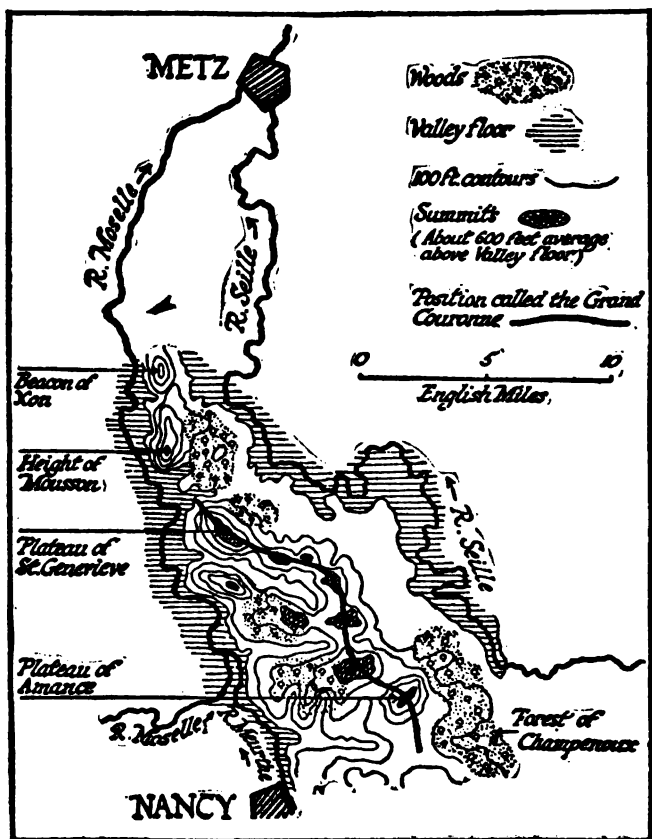 METZ
Woods
Valley floor
100 ft. contours
Summits
(About 600 feet average
above Valley floor)
Position called the Grand
Couronne
10 5 10
English Miles,
R. Moselle
R. Seille
Beacon of
Xon
Height of
Mousson
Plateau of
St. Genevieve
R. Seille
Plateau of
Amance
R. Moselle
R. Meurthe
Forest of
Champenoux
NANCY